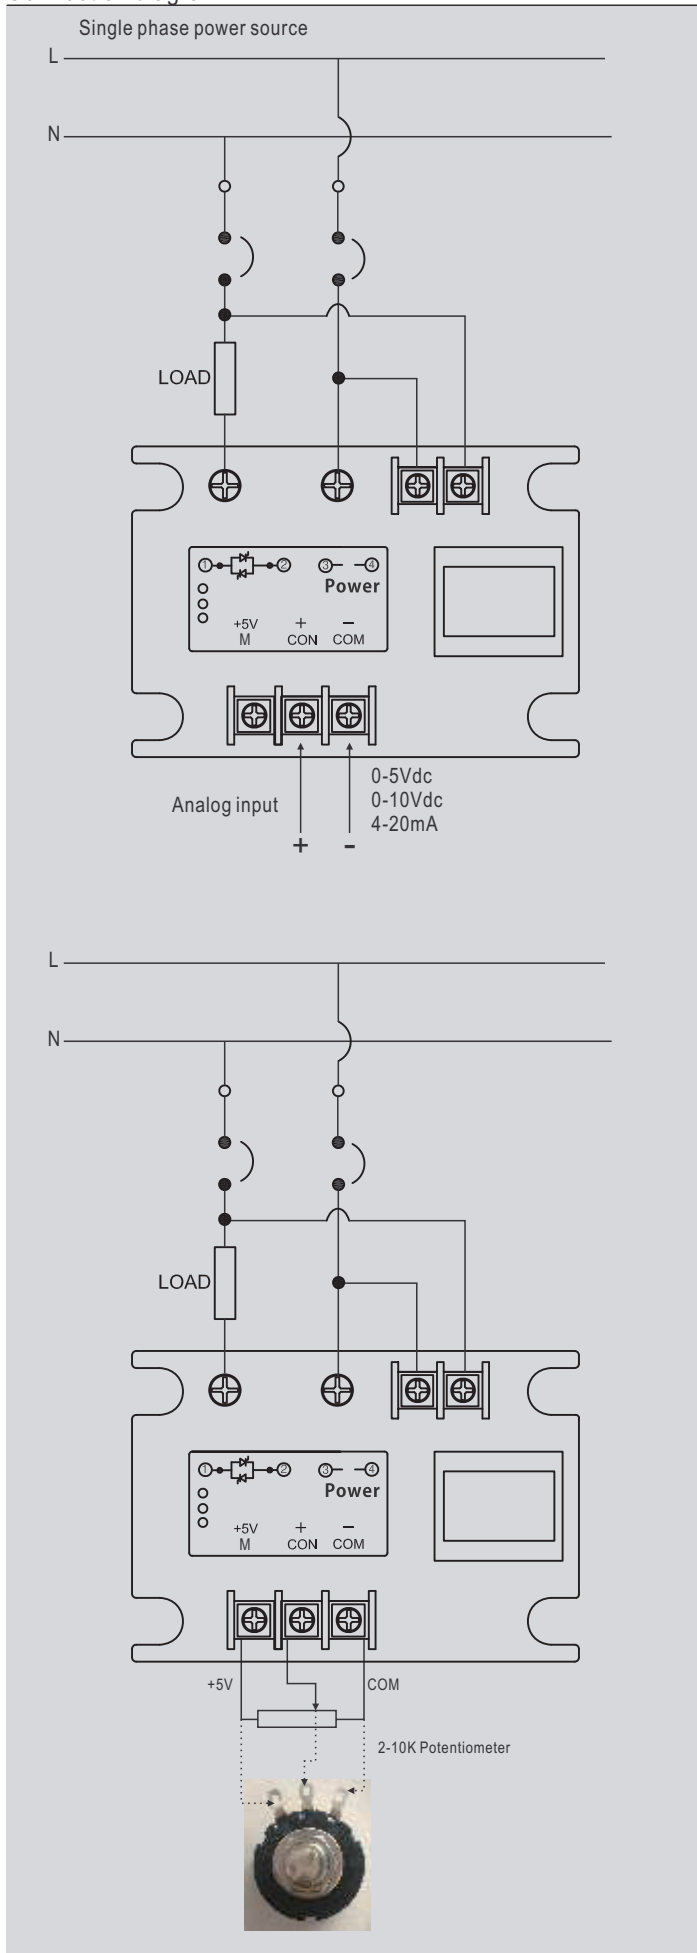 Single phase power source
L
N
LOAD
1 2 3 4
Power
+5V + −
M CON COM
0-5Vdc
Analog input 0-10Vdc
4-20mA
+ -
L
N
LOAD
1 2 3 4
Power
+5V + −
M CON COM
+5V COM
2-10K Potentiometer